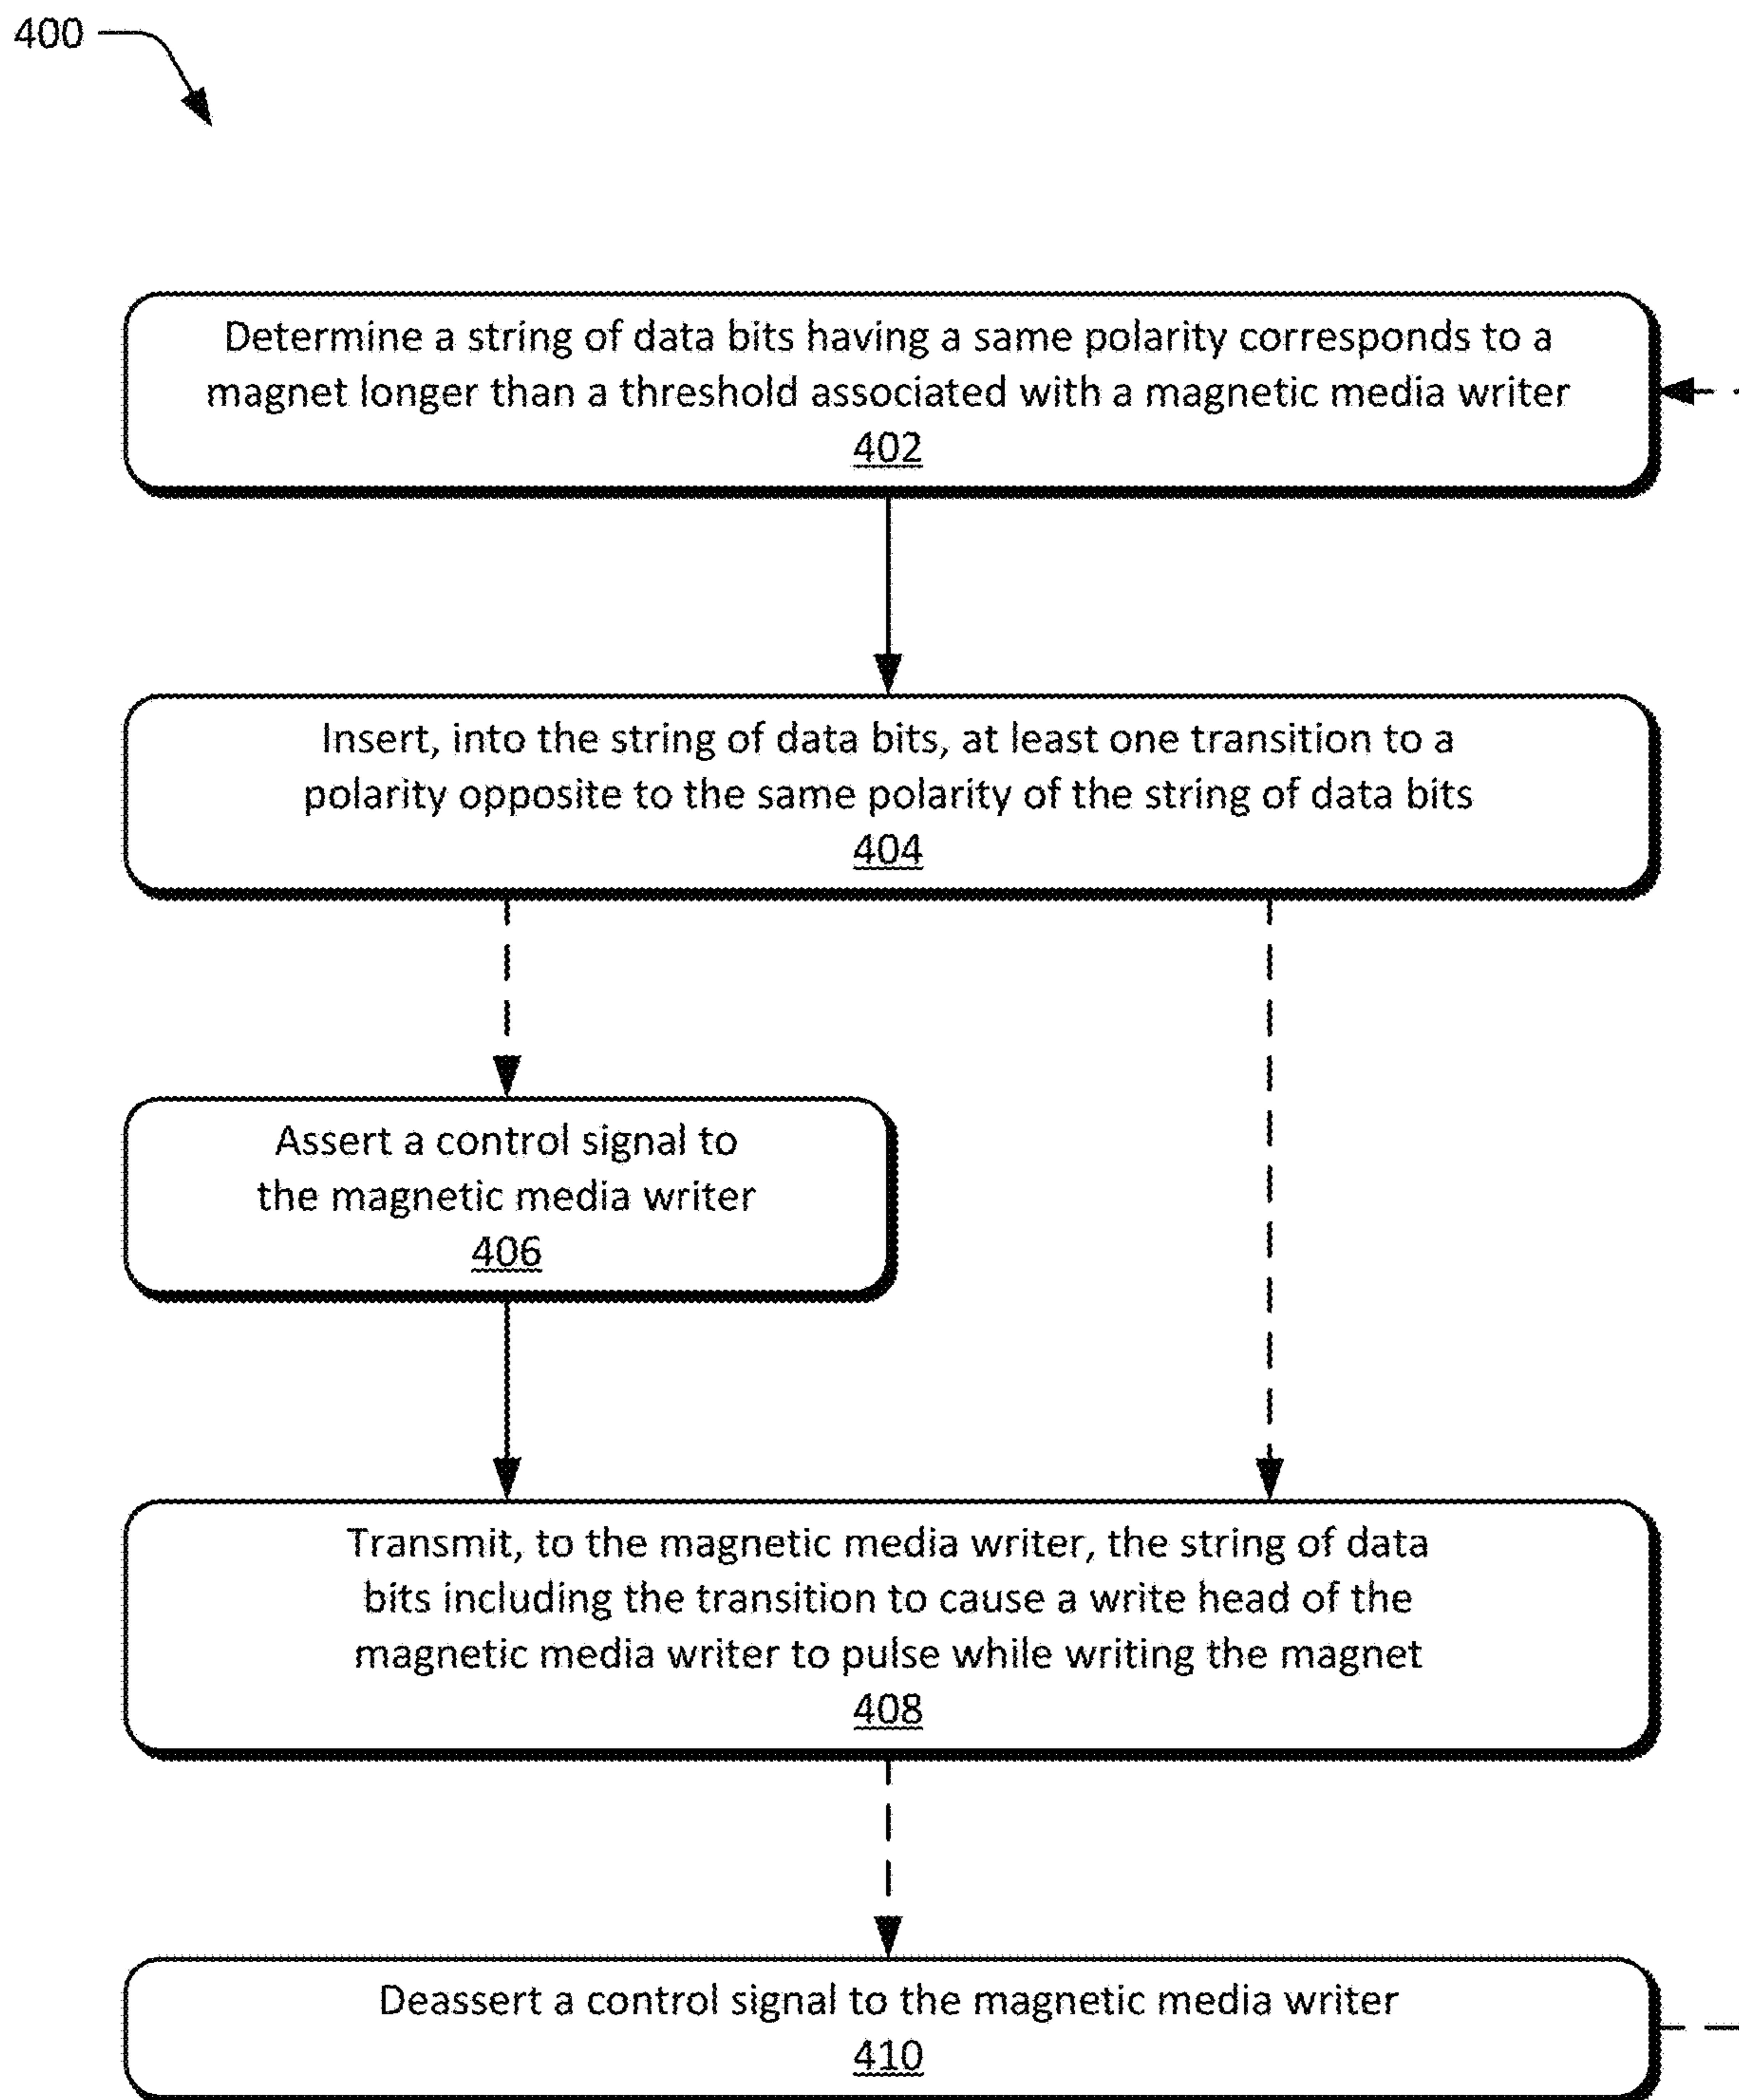 400
Determine a string of data bits having a same polarity corresponds to a
magnet longer than a threshold associated with a magnetic media writer
402
Insert, into the string of data bits, at least one transition to a
polarity opposite to the same polarity of the string of data bits
404
Assert a control signal to
the magnetic media writer
406
Transmit, to the magnetic media writer, the string of data
bits including the transition to cause a write head of the
magnetic media writer to pulse while writing the magnet
408
Deassert a control signal to the magnetic media writer
410